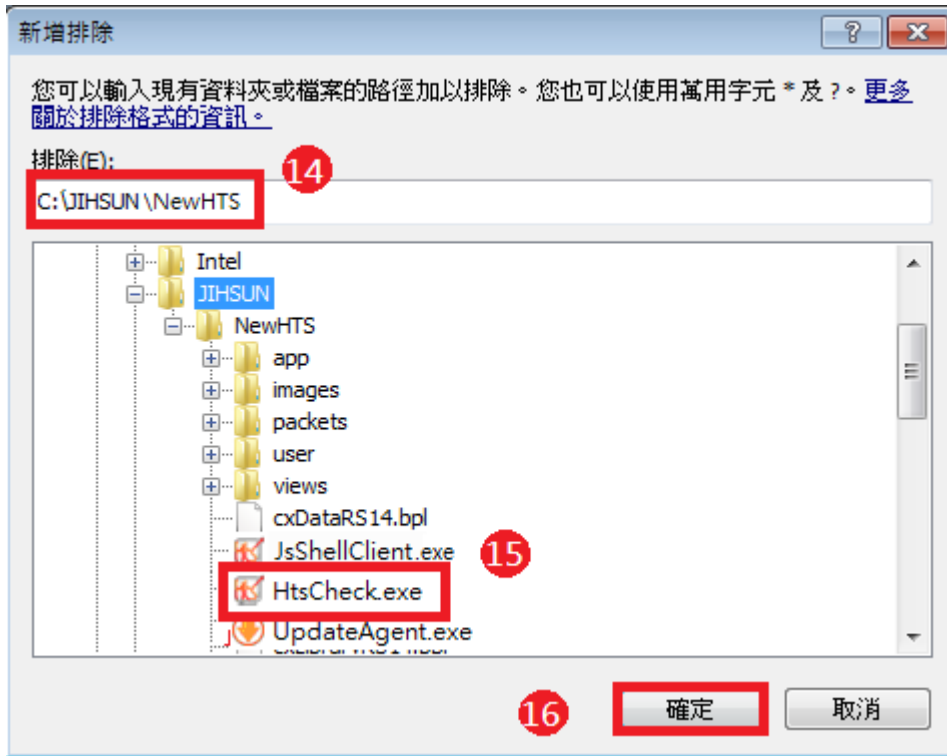 新增排除
您可以輸入現有資料夾或檔案的路徑加以排除。您也可以使用萬用字元 * 及 ?。更多
關於排除格式的資訊。
排除(E):
14
C:\JIHSUN\NewHTS
Intel
JIHSUN
NewHTS
app
images
packets
user
views
cxDataRS14.bpl
JsShellClient.exe
15
HtsCheck.exe
UpdateAgent.exe
16
確定
取消